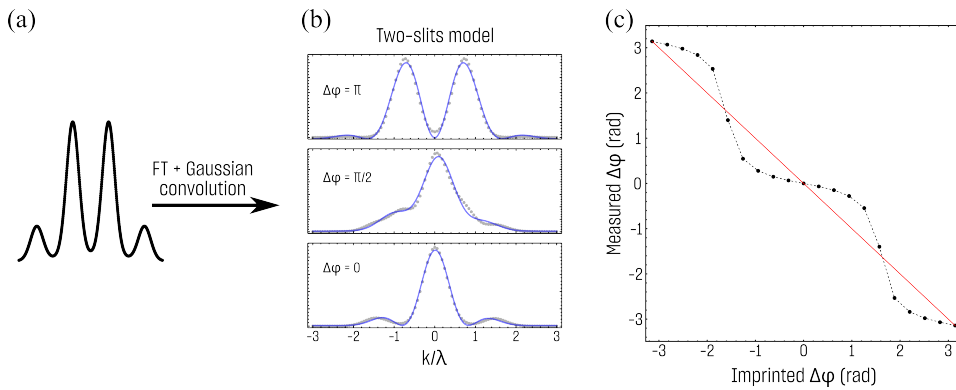 (a)
FT + Gaussian
convolution
(b)
Two-slits model
Δφ = π
Δφ = π/2
Δφ = 0
-3 -2 -1 0 1 2 3
k/λ
(c)
Measured Δφ (rad)
3
2
1
0
-1
-2
-3
-3 -2 -1 0 1 2 3
Imprinted Δφ (rad)